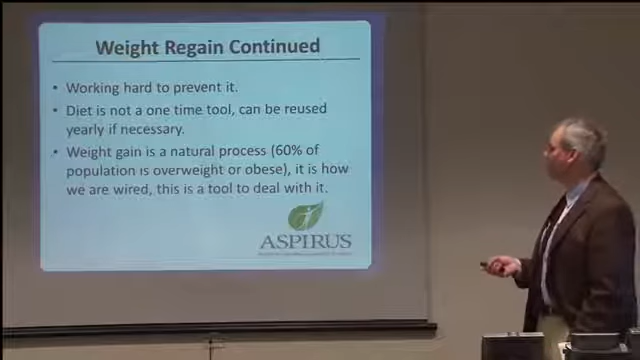 Weight Regain Continued
• Working hard to prevent it.
• Diet is not a one time tool, can be reused
yearly if necessary.
• Weight gain is a natural process (60% of
population is overweight or obese), it is how
we are wired, this is a tool to deal with it.
ASPIRUS